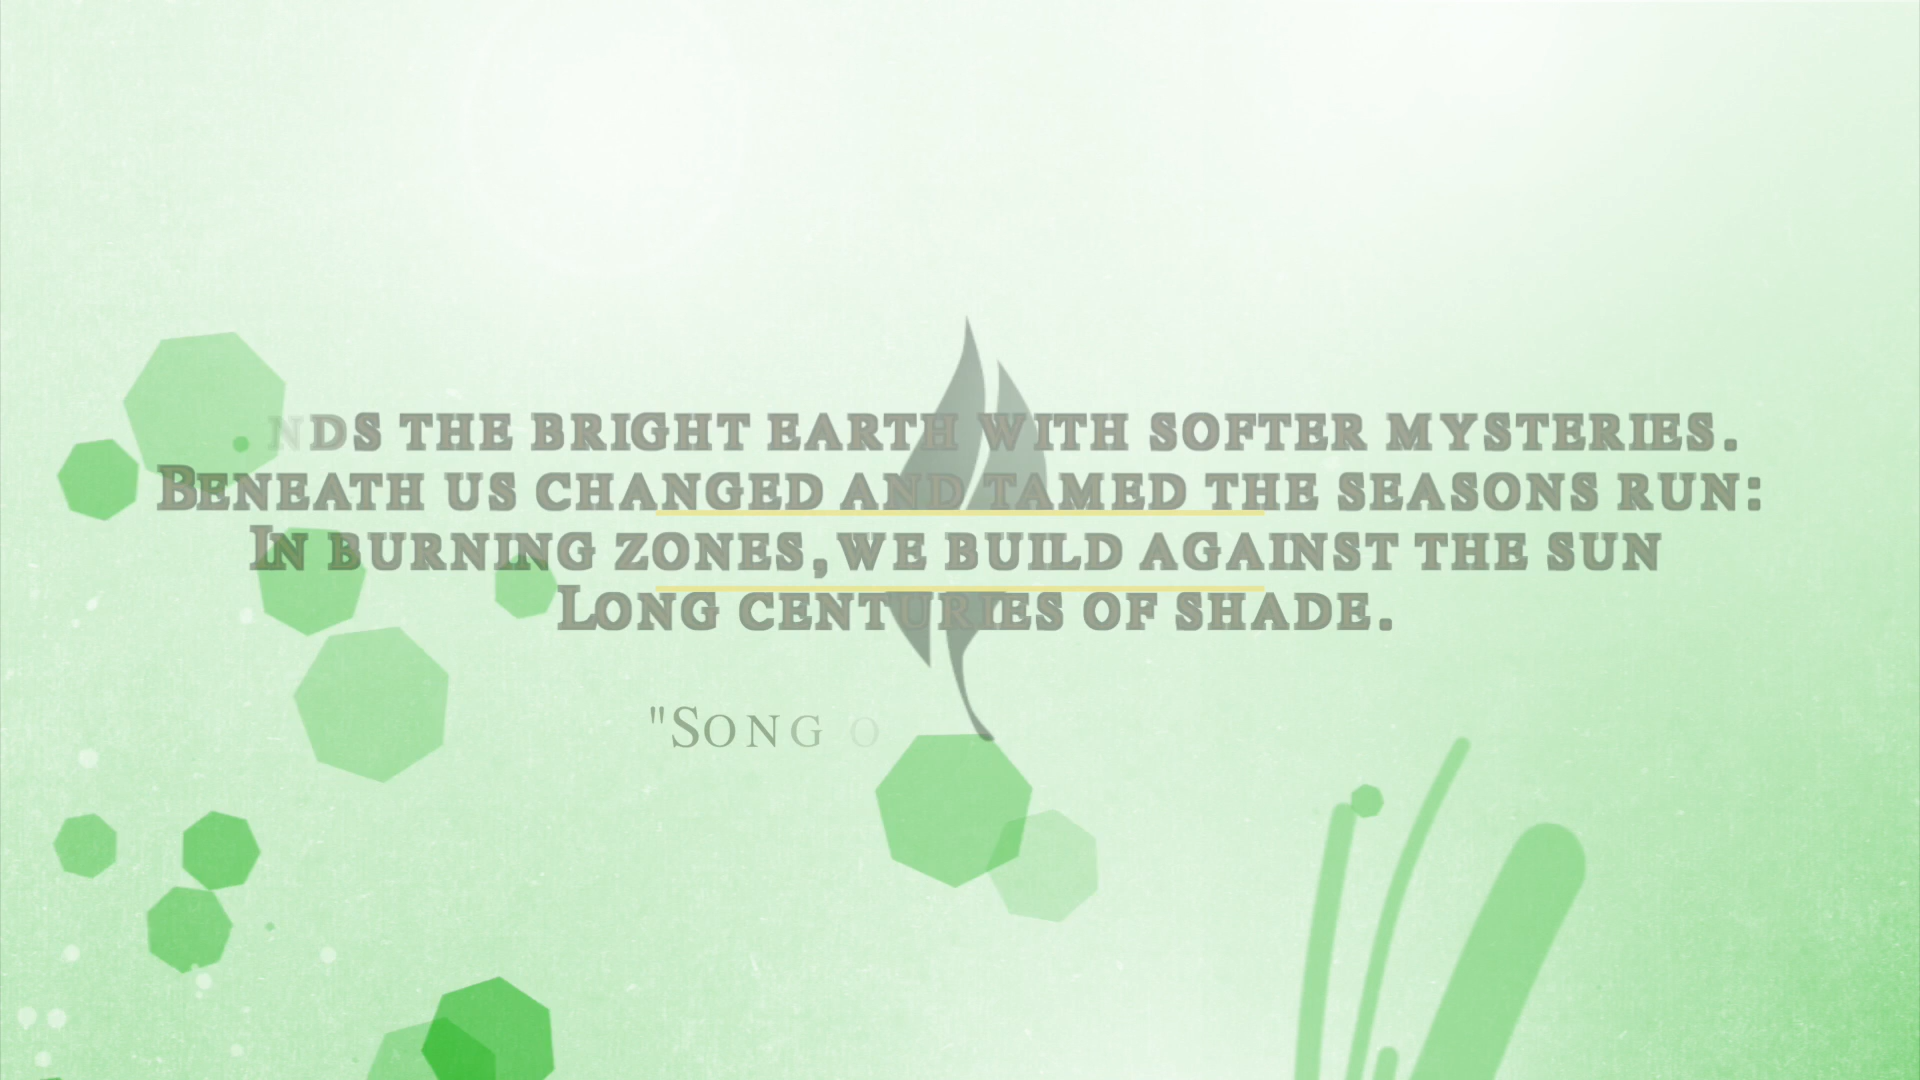 NDS THE BRIGHT EARTH WITH SOFTER MYSTERIES.
BENEATH US CHANGED AND TAMED THE SEASONS RUN:
IN BURNING ZONES, WE BUILD AGAINST THE SUN
LONG CENTURIES OF SHADE.
"SONG O